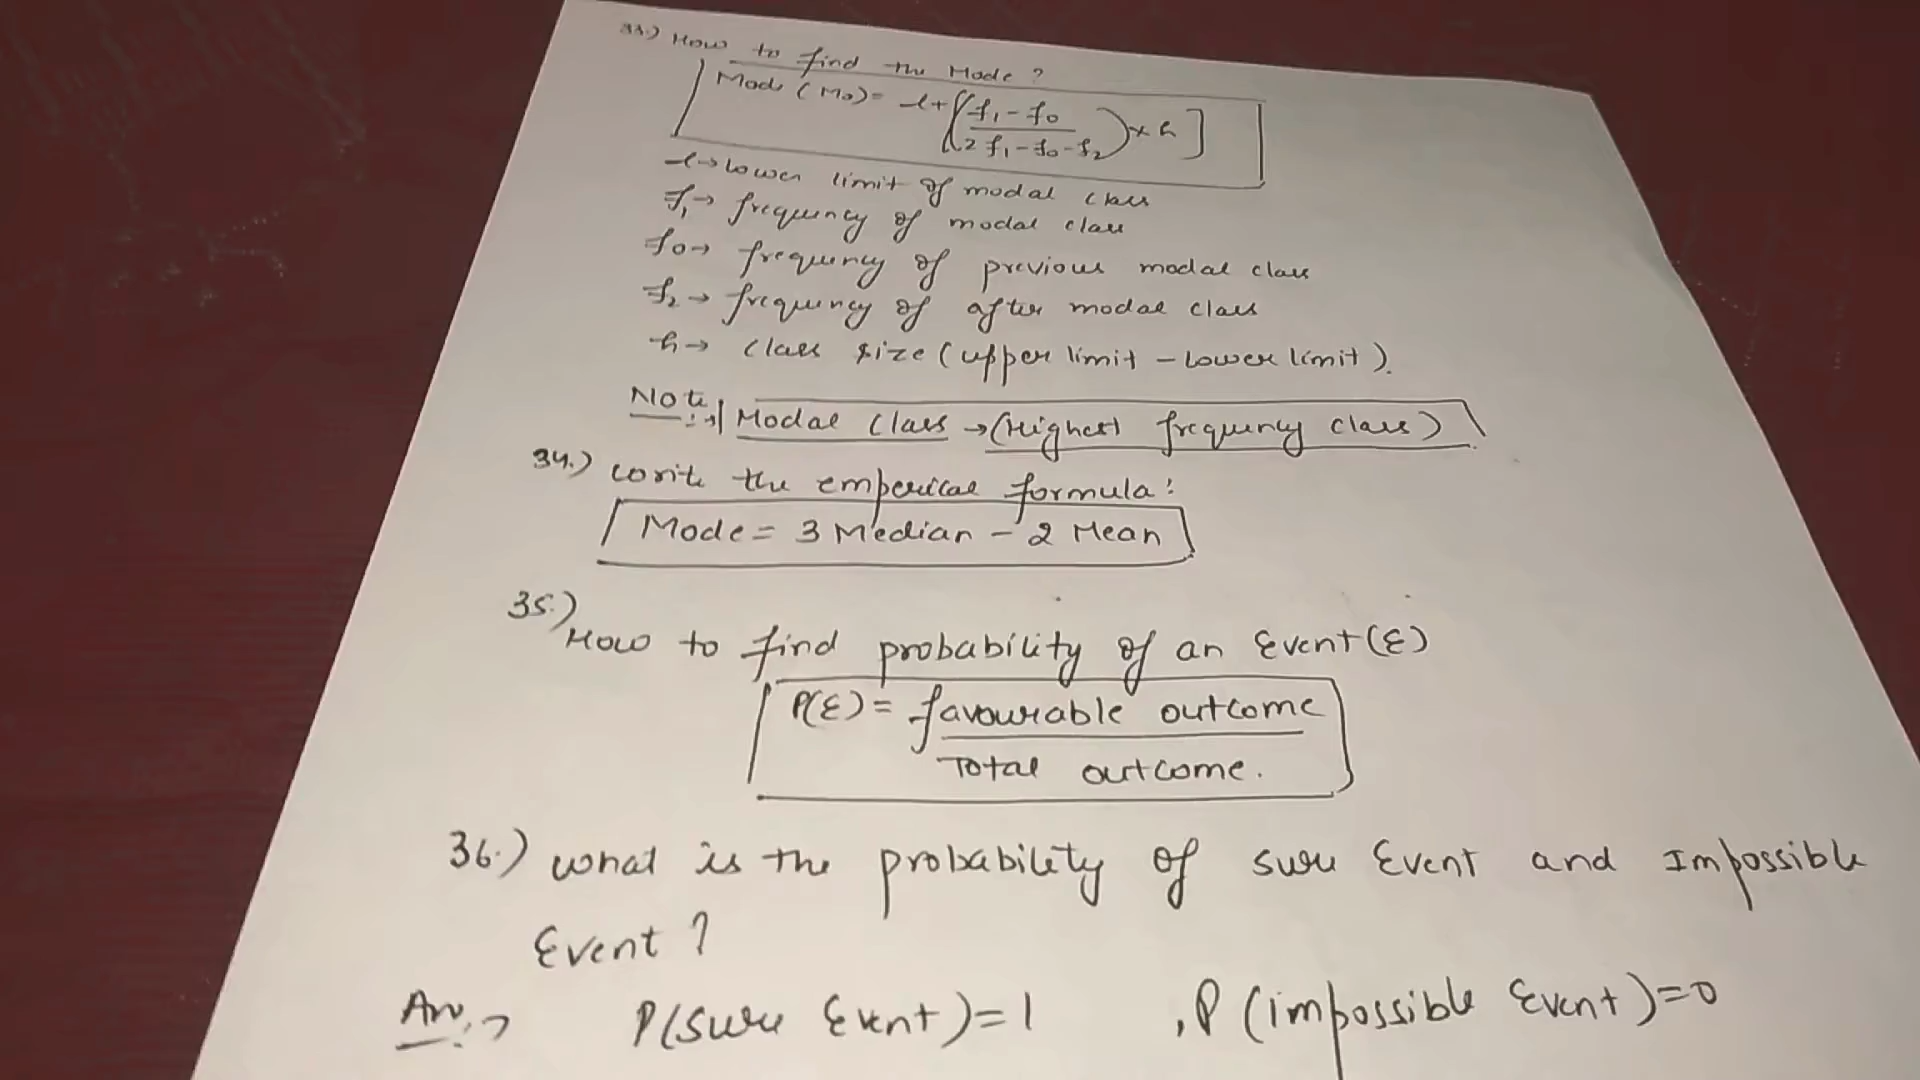 33.) How to find the Mode ?
Mode (Mo) = l + ((f₁ - f₀)/(2f₁ - f₀ - f₂)) × h ]
l → Lower limit of modal class
f₁ → frequency of modal class
f₀ → frequency of previous modal class
f₂ → frequency of after modal class
h → class size (upper limit - Lower limit).
Note :→ Modal Class → (Highest frequency class)
34.) write the emperical formula :
Mode = 3 Median - 2 Mean
35.) How to find probability of an Event (E)
P(E) = favourable outcome
Total outcome.
36.) what is the probability of sure Event and Impossible
Event ?
Ans. → P(sure Event) = 1 , P (impossible Event) = 0